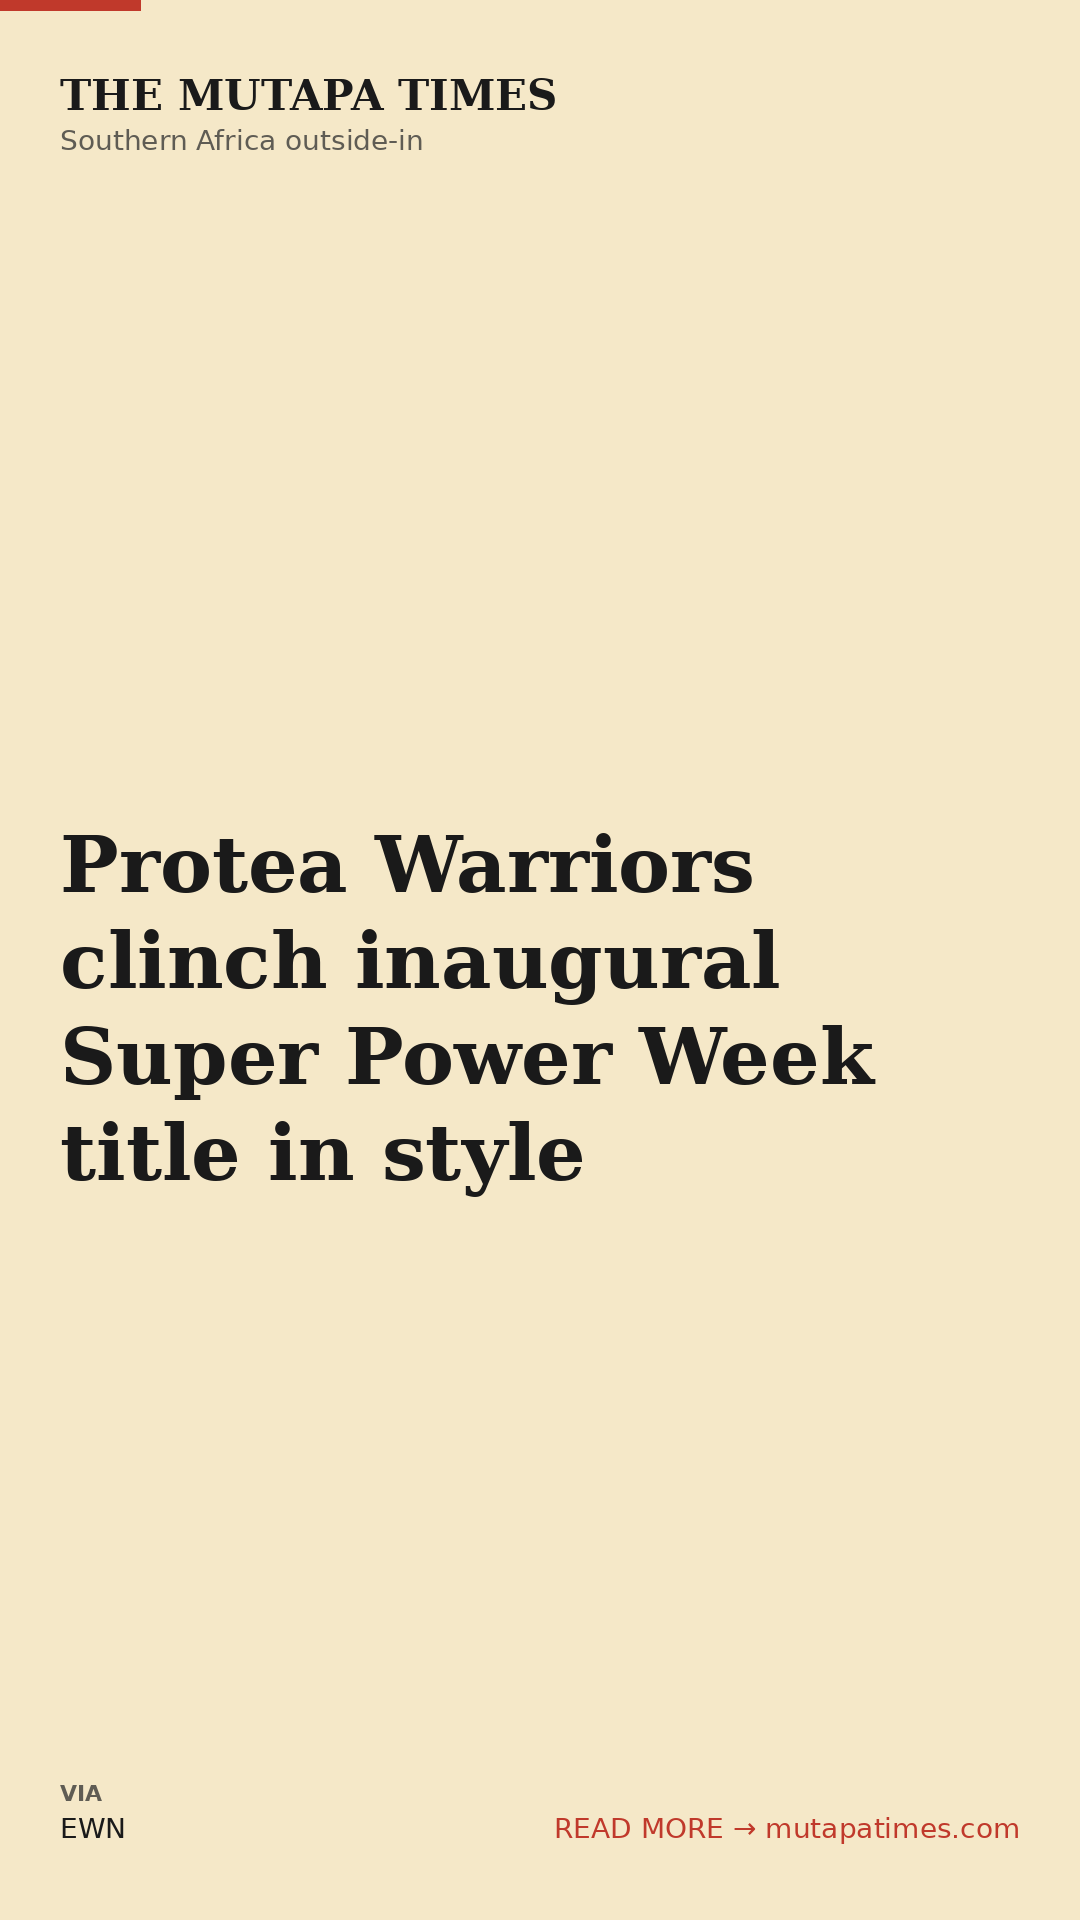 THE MUTAPA TIMES
Southern Africa outside-in
Protea Warriors
clinch inaugural
Super Power Week
title in style
VIA
EWN
READ MORE → mutapatimes.com